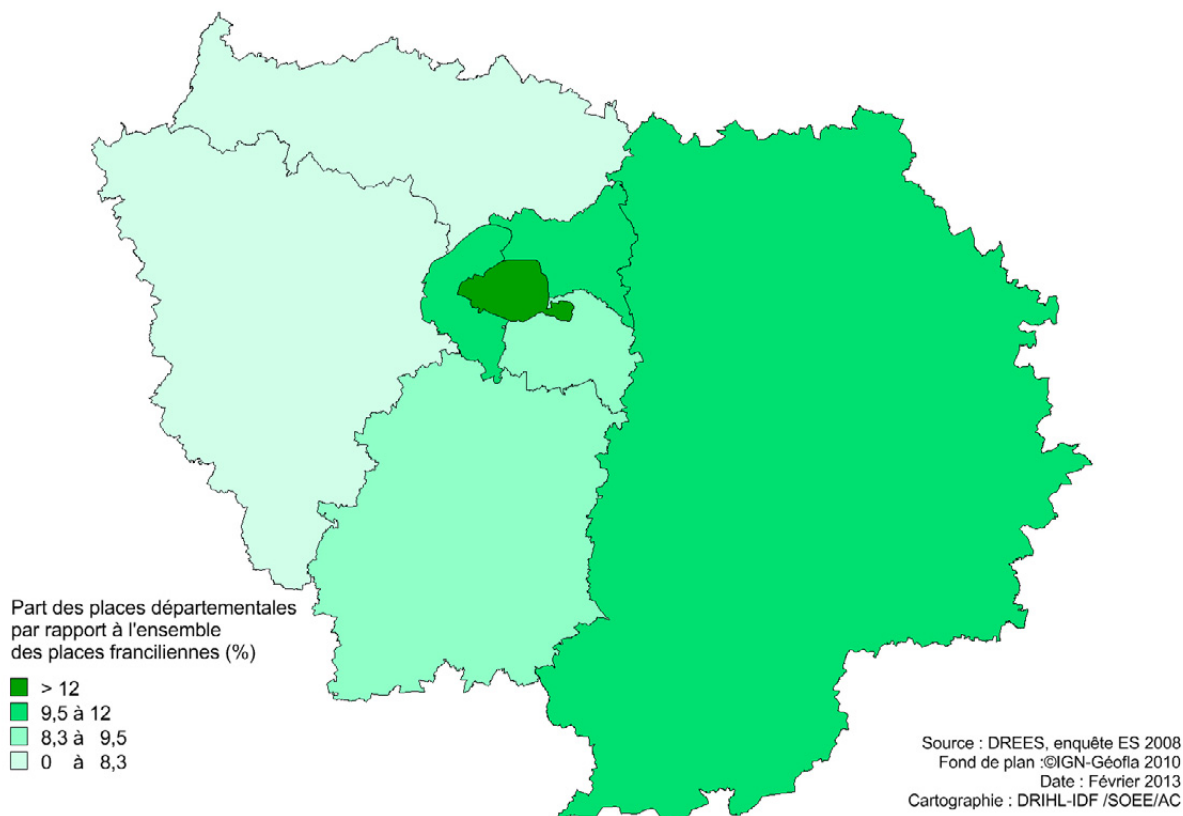 Part des places départementales
par rapport à l'ensemble
des places franciliennes (%)
> 12
9,5 à 12
8,3 à 9,5
0 à 8,3
Source : DREES, enquête ES 2008
Fond de plan :©IGN-Géofla 2010
Date : Février 2013
Cartographie : DRIHL-IDF /SOEE/AC